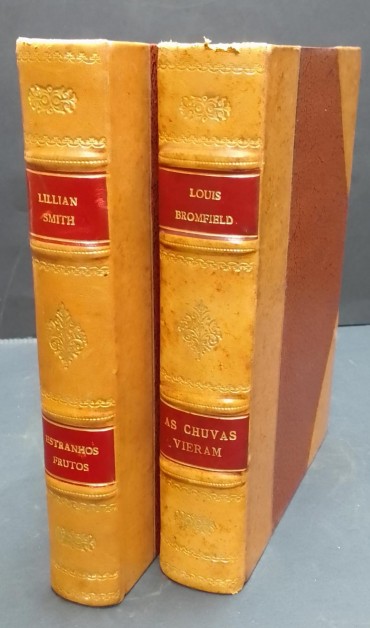 LILLIAN
SMITH
ESTRANHOS
FRUTOS
LOUIS
BROMFIELD
AS CHUVAS
VIERAM